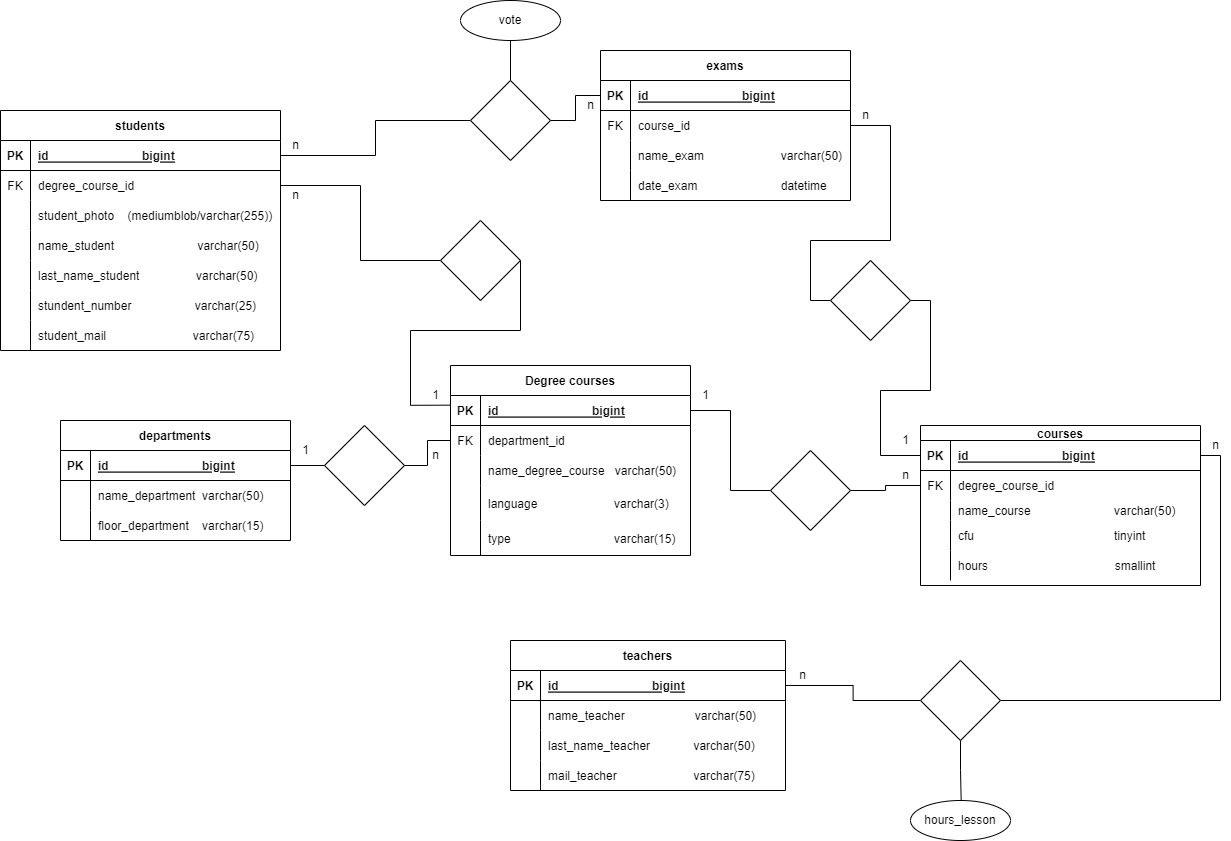 vote
exams
PK id bigint
n
FK course_id
n
name_exam varchar(50)
date_exam datetime
students
PK id bigint
n
FK degree_course_id
n
student_photo (mediumblob/varchar(255))
name_student varchar(50)
last_name_student varchar(50)
stundent_number varchar(25)
student_mail varchar(75)
Degree courses
1
PK id bigint
1
FK department_id
n
name_degree_course varchar(50)
language varchar(3)
type varchar(15)
departments
PK id bigint
1
name_department varchar(50)
floor_department varchar(15)
courses
1
PK id bigint
n
n
FK degree_course_id
name_course varchar(50)
cfu tinyint
hours smallint
teachers
PK id bigint
n
name_teacher varchar(50)
last_name_teacher varchar(50)
mail_teacher varchar(75)
hours_lesson